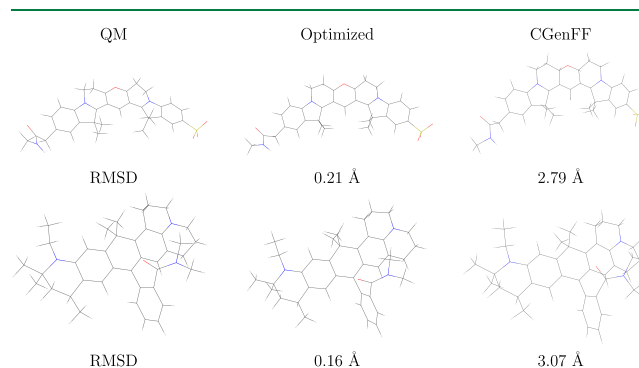 QM Optimized CGenFF
RMSD 0.21 Å 2.79 Å
RMSD 0.16 Å 3.07 Å